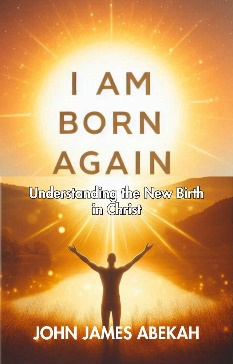 I AM
BORN
AGAIN
Understanding the New Birth
in Christ
JOHN JAMES ABEKAH